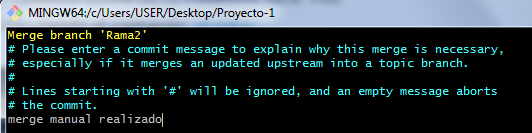 MINGW64:/c/Users/USER/Desktop/Proyecto-1
Merge branch 'Rama2'
# Please enter a commit message to explain why this merge is necessary,
# especially if it merges an updated upstream into a topic branch.
#
# Lines starting with '#' will be ignored, and an empty message aborts
# the commit.
merge manual realizado